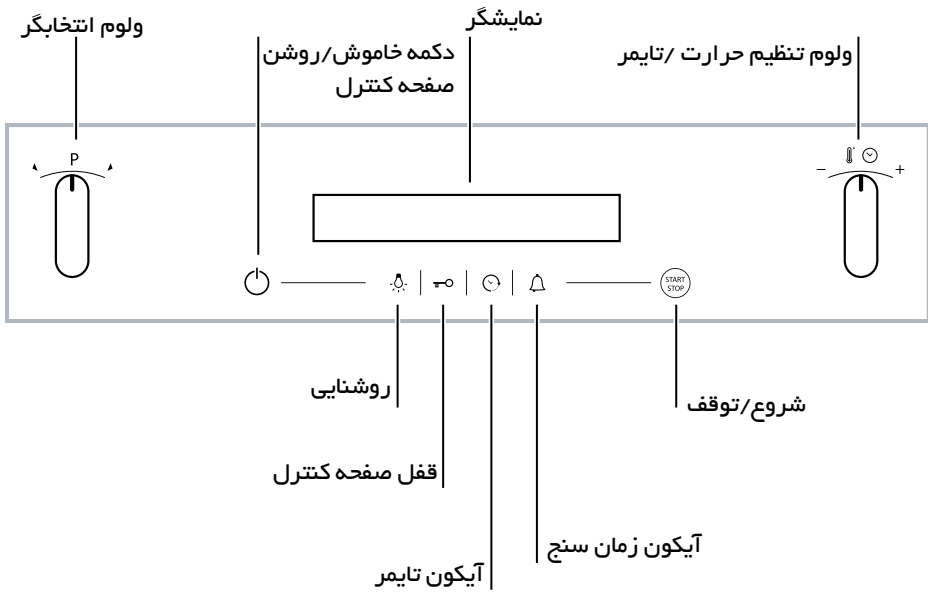 نمایشگر
ولوم انتخابگر
دکمه خاموش/روشن
صفحه کنترل
ولوم تنظیم حرارت /تایمر
P
- +
START
STOP
روشنایی
شروع/توقف
قفل صفحه کنترل
آیکون زمان سنج
آیکون تایمر